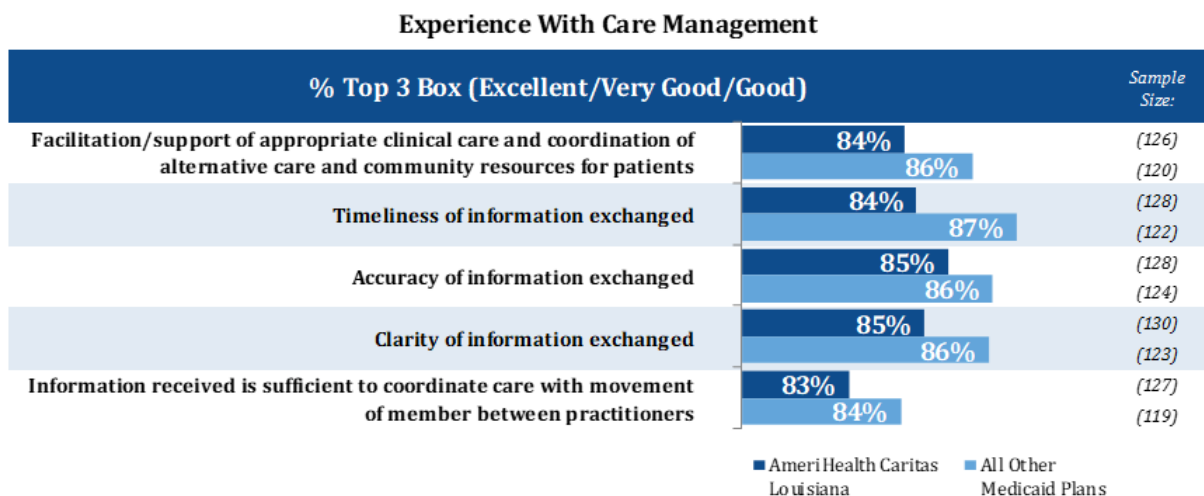 Experience With Care Management
% Top 3 Box (Excellent/Very Good/Good)
Sample
Size:
Facilitation/support of appropriate clinical care and coordination of
alternative care and community resources for patients
84%
(126)
86%
(120)
Timeliness of information exchanged
84%
(128)
87%
(122)
Accuracy of information exchanged
85%
(128)
86%
(124)
Clarity of information exchanged
85%
(130)
86%
(123)
Information received is sufficient to coordinate care with movement
of member between practitioners
83%
(127)
84%
(119)
AmeriHealth Caritas
Louisiana
All Other
Medicaid Plans